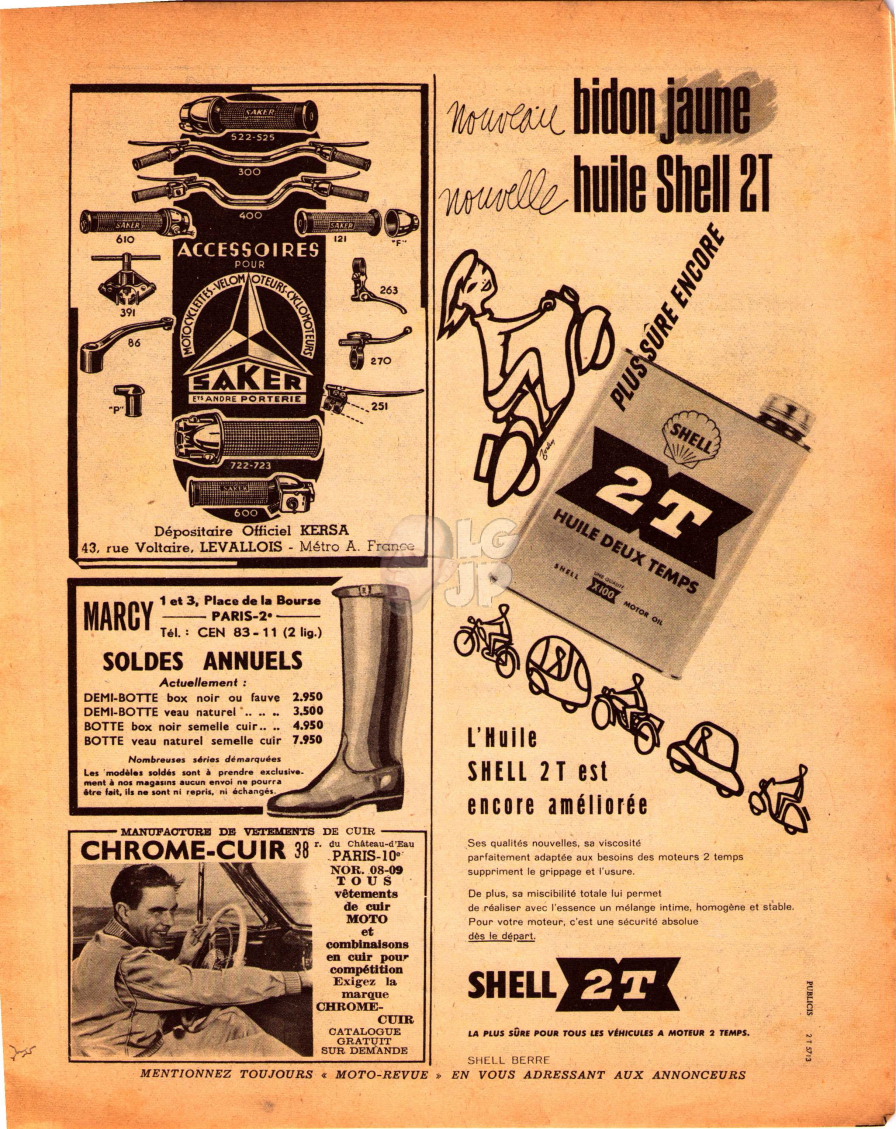 SAKER
522-525
300
400
SAKER
610
SAKER
121
"F"
ACCESSOIRES
POUR
MOTOCYCLETTES-VELOMOTEURS-CYCLOMOTEURS
391
263
86
270
"P"
251
SAKER
Ets ANDRE PORTERIE
722-723
SAKER
600
Dépositaire Officiel KERSA
43, rue Voltaire, LEVALLOIS - Métro A. France
MARCY
1 et 3, Place de la Bourse
PARIS-2e
Tél. : CEN 83-11 (2 lig.)
SOLDES ANNUELS
Actuellement :
DEMI-BOTTE box noir ou fauve 2.950
DEMI-BOTTE veau naturel .. .. .. 3,500
BOTTE box noir semelle cuir.. .. 4.950
BOTTE veau naturel semelle cuir 7.950
Nombreuses séries démarquées
Les modèles soldés sont à prendre exclusive-
ment à nos magasins aucun envoi ne pourra
être fait, ils ne sont ni repris, ni échangés.
MANUFACTURE DE VETEMENTS DE CUIR
CHROME-CUIR 38 r. du Château-d'Eau
PARIS-10e
NOR. 08-09
TOUS
vêtements
de cuir
MOTO
et
combinaisons
en cuir pour
compétition
Exigez la
marque
CHROME-
CUIR
CATALOGUE
GRATUIT
SUR DEMANDE
nouveau bidon jaune
nouvelle huile Shell 2T
PLUS SÛRE ENCORE
SHELL
2T
HUILE DEUX TEMPS
UNE QUALITÉ
SHELL X100 MOTOR OIL
L'Huile
SHELL 2T est
encore améliorée
Ses qualités nouvelles, sa viscosité
parfaitement adaptée aux besoins des moteurs 2 temps
suppriment le grippage et l'usure.
De plus, sa miscibilité totale lui permet
de réaliser avec l'essence un mélange intime, homogène et stable.
Pour votre moteur, c'est une sécurité absolue
dès le départ.
SHELL 2T
LA PLUS SÛRE POUR TOUS LES VÉHICULES A MOTEUR 2 TEMPS.
SHELL BERRE
PUBLICIS 2 T 5713
MENTIONNEZ TOUJOURS « MOTO-REVUE » EN VOUS ADRESSANT AUX ANNONCEURS
LG
JP